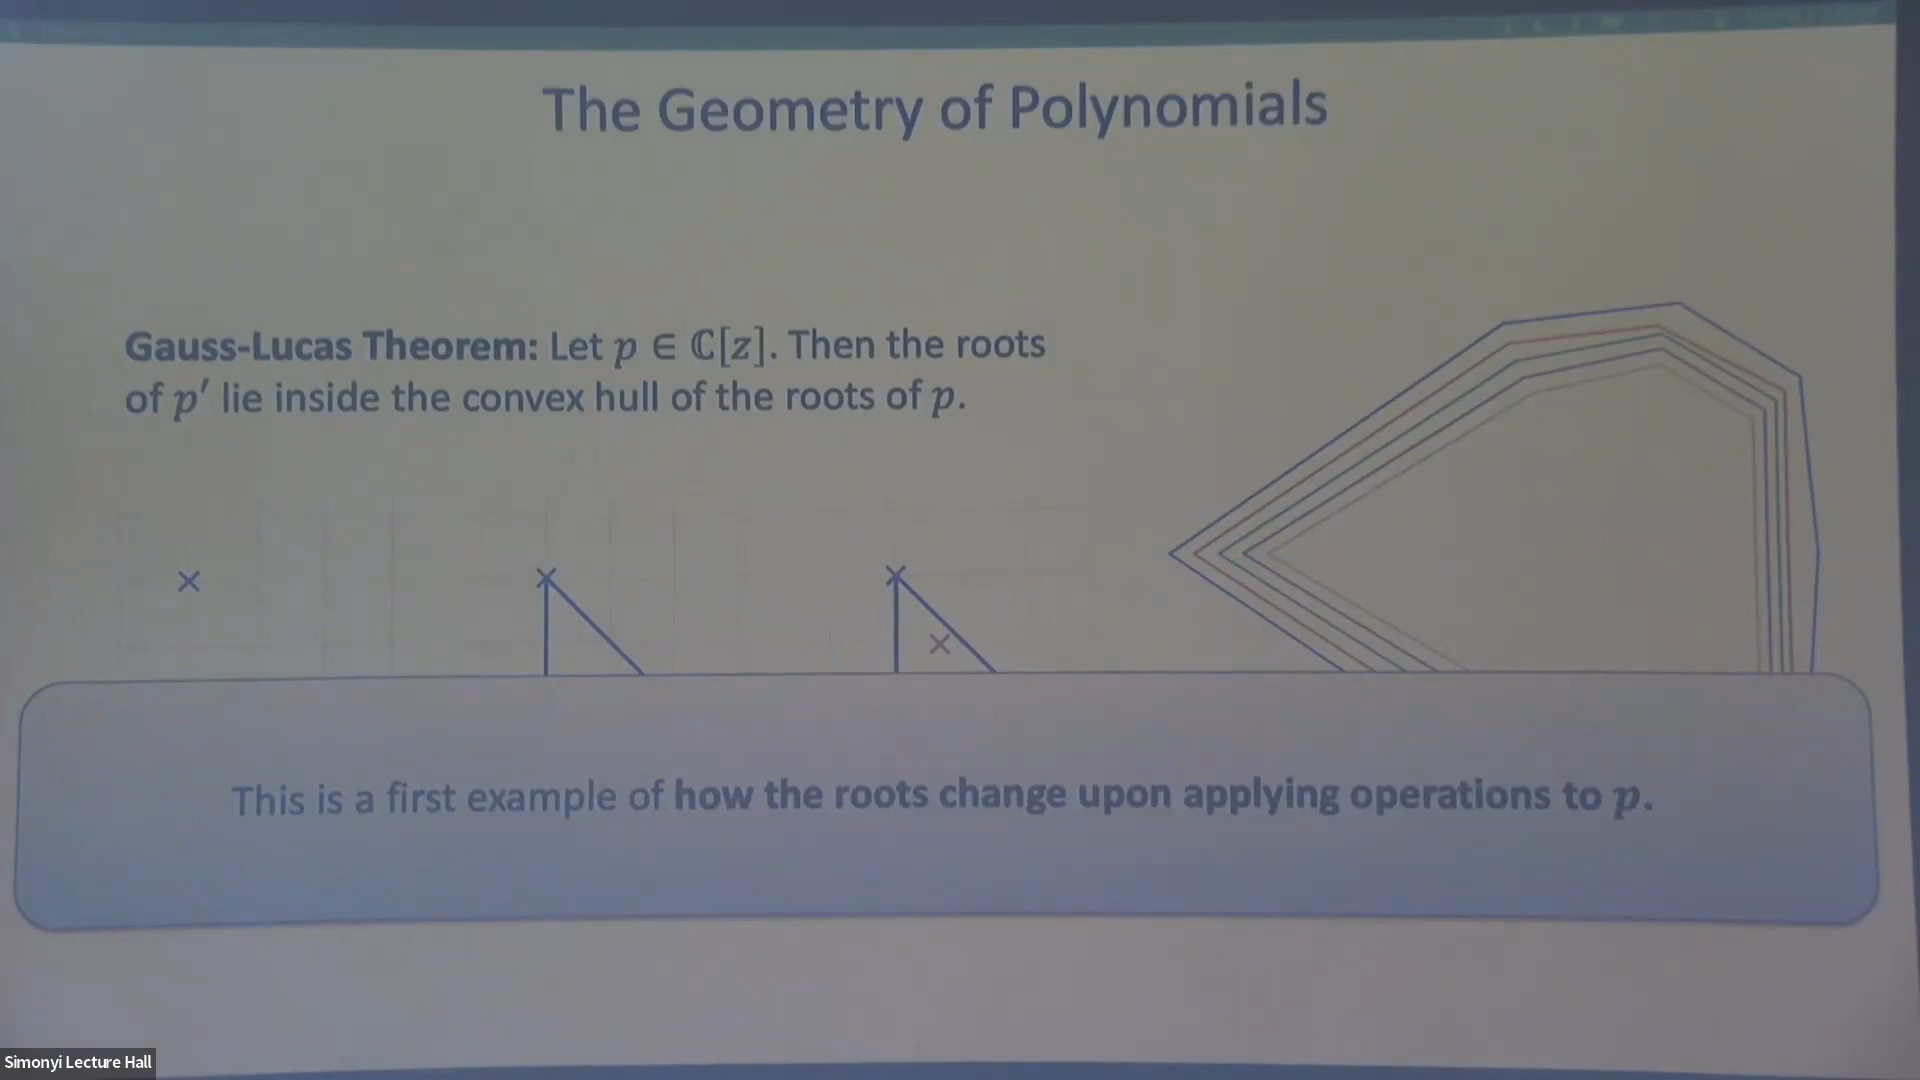 The Geometry of Polynomials
Gauss-Lucas Theorem: Let p ∈ ℂ[z]. Then the roots
of p′ lie inside the convex hull of the roots of p.
This is a first example of how the roots change upon applying operations to p.
Simonyi Lecture Hall